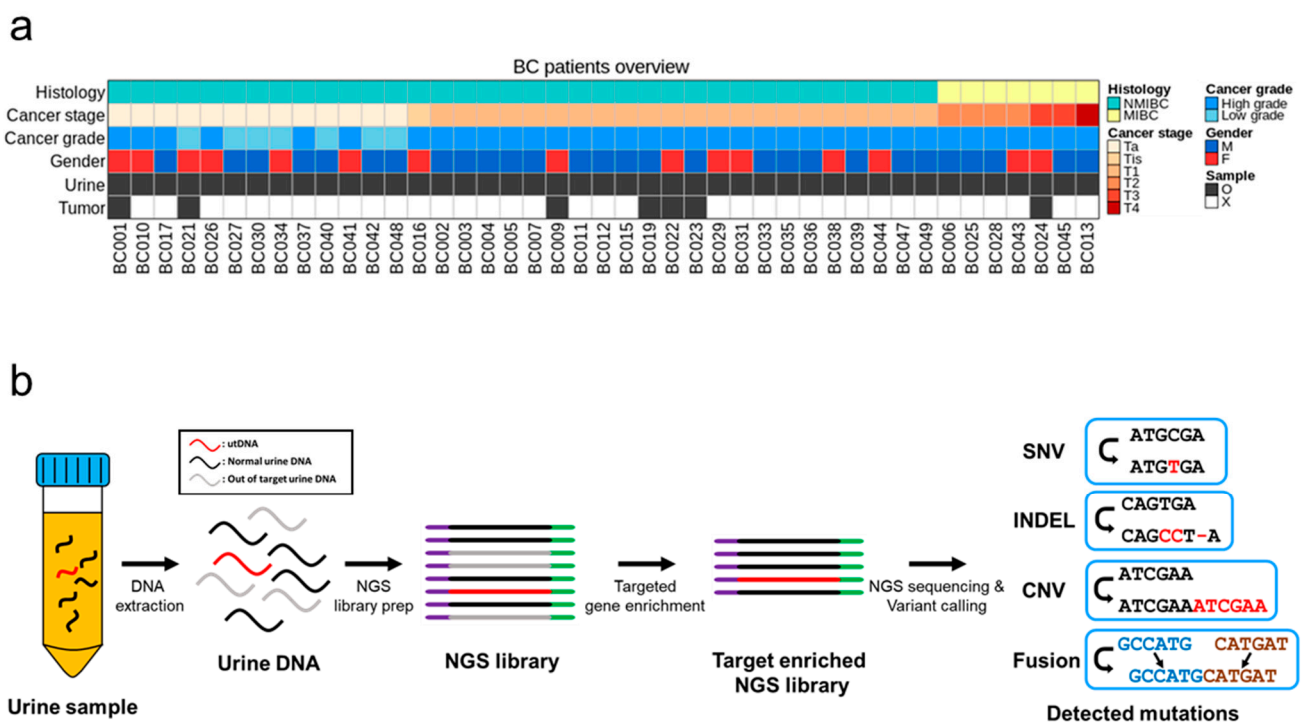 a
BC patients overview
Histology
Cancer stage
Cancer grade
Gender
Urine
Tumor
BC001 BC010 BC017 BC021 BC026 BC027 BC030 BC034 BC037 BC040 BC041 BC042 BC048 BC016 BC002 BC003 BC004 BC005 BC007 BC009 BC011 BC012 BC015 BC019 BC022 BC023 BC029 BC031 BC033 BC035 BC036 BC038 BC039 BC044 BC047 BC049 BC006 BC025 BC028 BC043 BC024 BC045 BC013
Histology
NMIBC
MIBC
Cancer stage
Ta
Tis
T1
T2
T3
T4
Cancer grade
High grade
Low grade
Gender
M
F
Sample
O
X
b
: utDNA
: Normal urine DNA
: Out of target urine DNA
DNA
extraction
NGS
library prep
Targeted
gene enrichment
NGS sequencing &
Variant calling
Urine sample
Urine DNA
NGS library
Target enriched
NGS library
SNV
ATGCGA
ATGTGA
INDEL
CAGTGA
CAGCCT-A
CNV
ATCGAA
ATCGAAATCGAA
Fusion
GCCATG CATGAT
GCCATGCATGAT
Detected mutations